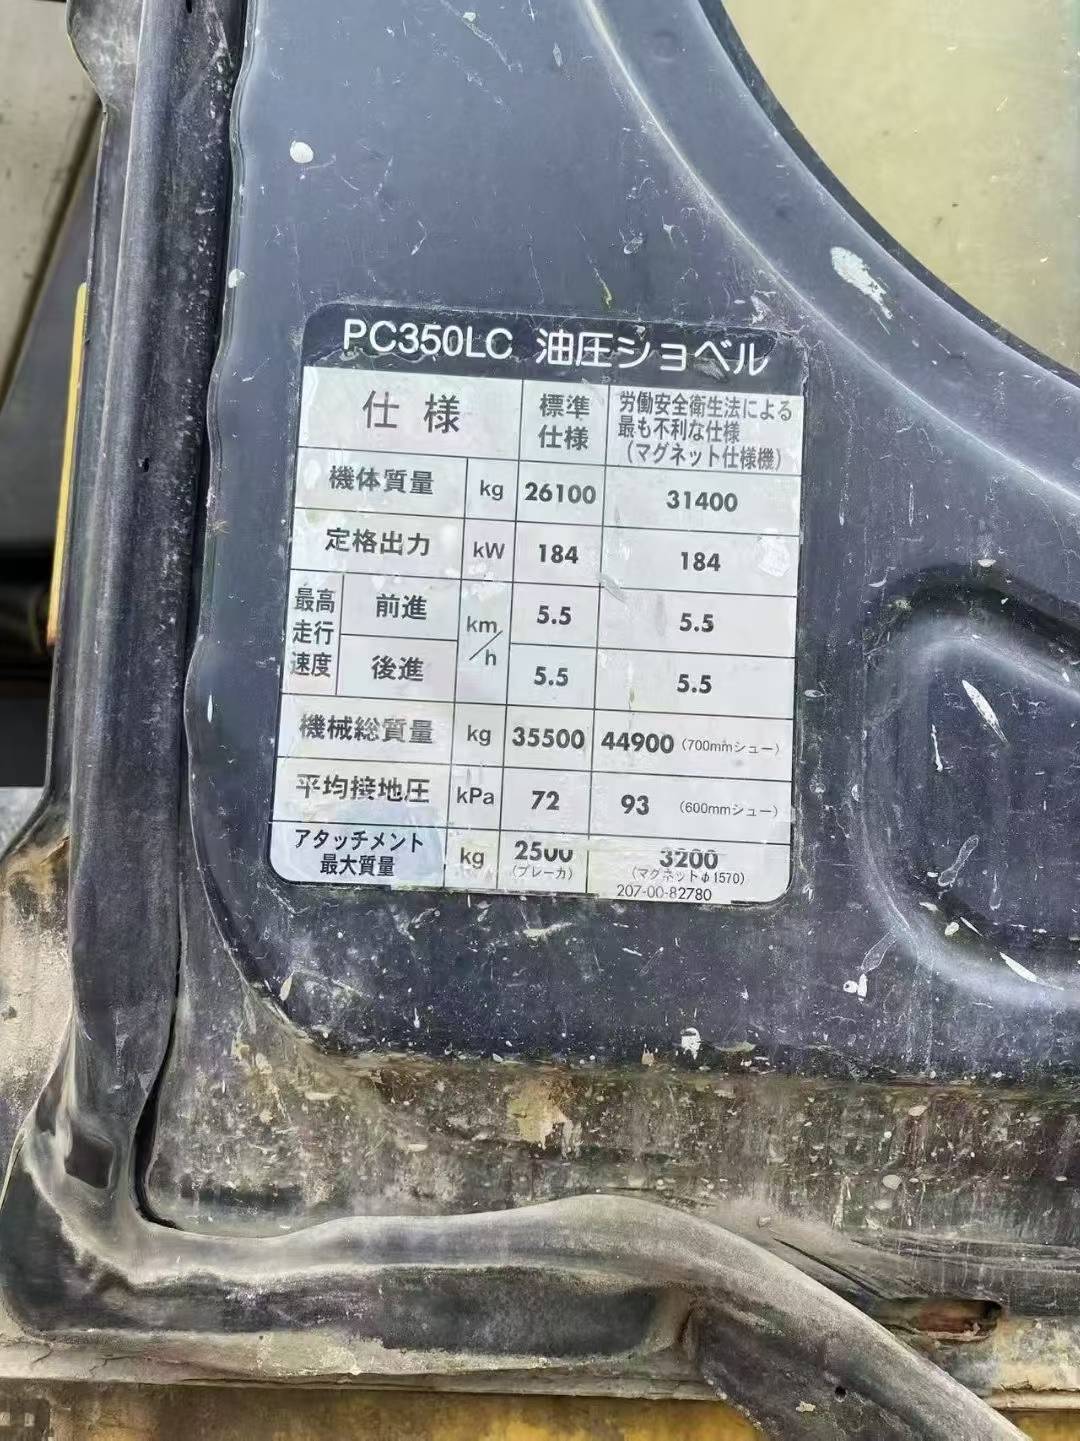 PC350LC 油圧ショベル
仕様 標準仕様 労働安全衛生法による最も不利な仕様(マグネット仕様機)
機体質量 kg 26100 31400
定格出力 kW 184 184
最高走行速度 前進 km/h 5.5 5.5
後進 5.5 5.5
機械総質量 kg 35500 44900 (700mmシュー)
平均接地圧 kPa 72 93 (600mmシュー)
アタッチメント最大質量 kg 2500 (ブレーカ) 3200 (マグネットφ1570)
207-00-82780